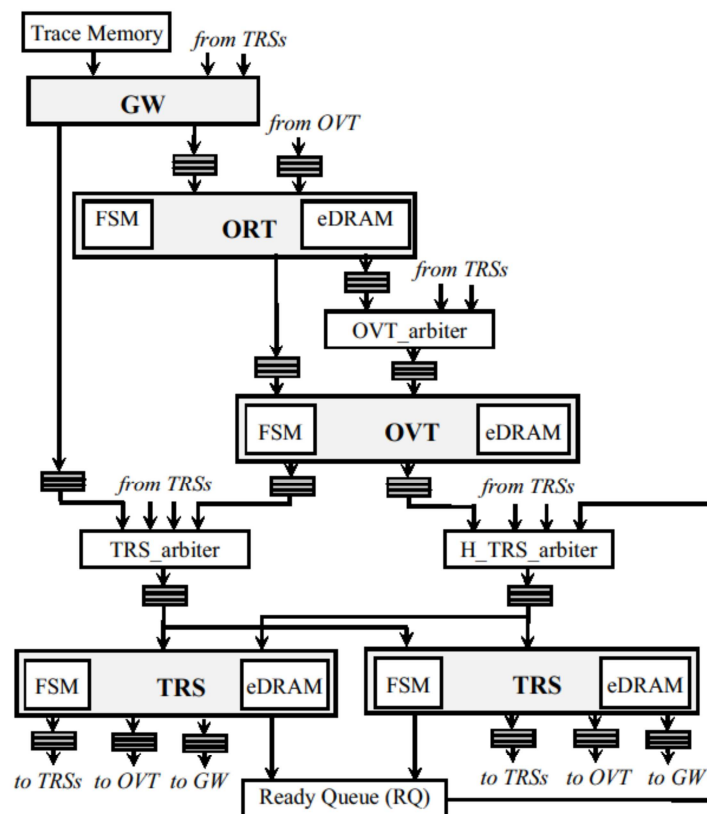 Trace Memory
from TRSs
GW
from OVT
FSM
ORT
eDRAM
from TRSs
OVT_arbiter
FSM
OVT
eDRAM
from TRSs
from TRSs
TRS_arbiter
H_TRS_arbiter
FSM
TRS
eDRAM
FSM
TRS
eDRAM
to TRSs
to OVT
to GW
to TRSs
to OVT
to GW
Ready Queue (RQ)